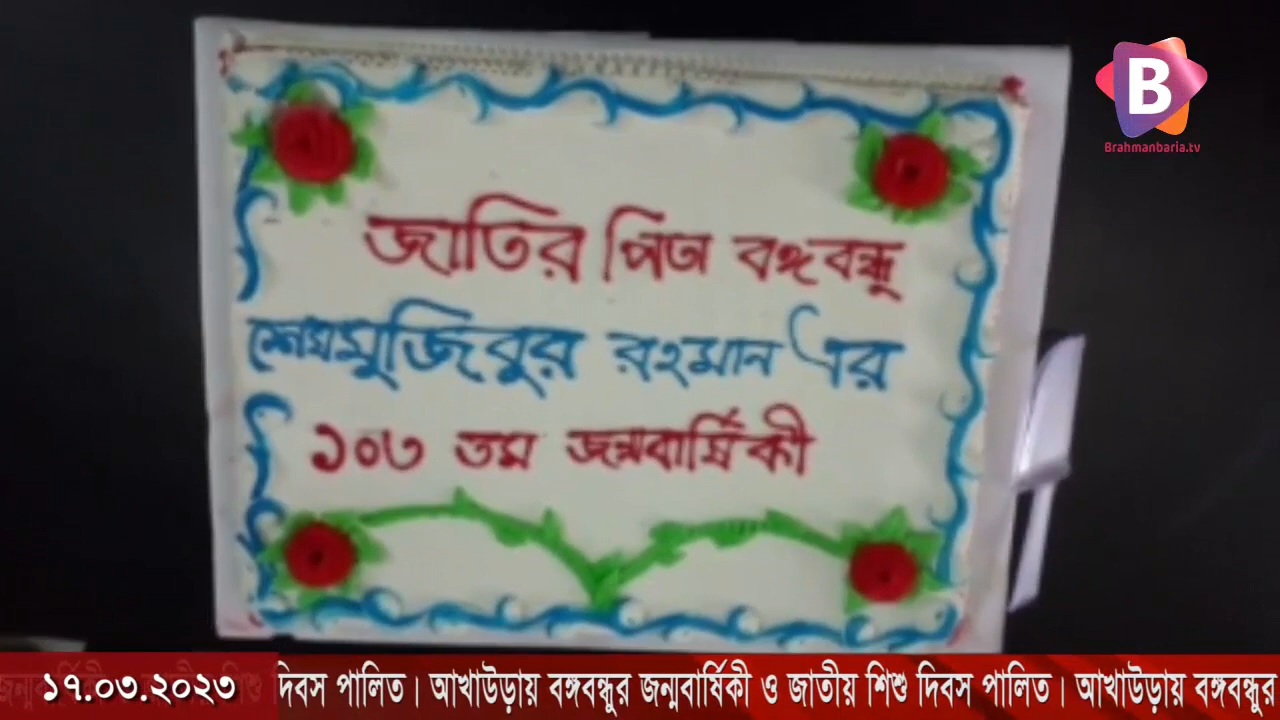 Brahmanbaria.tv
জাতির পিতা বঙ্গবন্ধু
শেখ মুজিবুর রহমান এর
১০৩ তম জন্মবার্ষিকী
১৭.০৩.২০২৩ দিবস পালিত। আখাউড়ায় বঙ্গবন্ধুর জন্মবার্ষিকী ও জাতীয় শিশু দিবস পালিত। আখাউড়ায় বঙ্গবন্ধুর